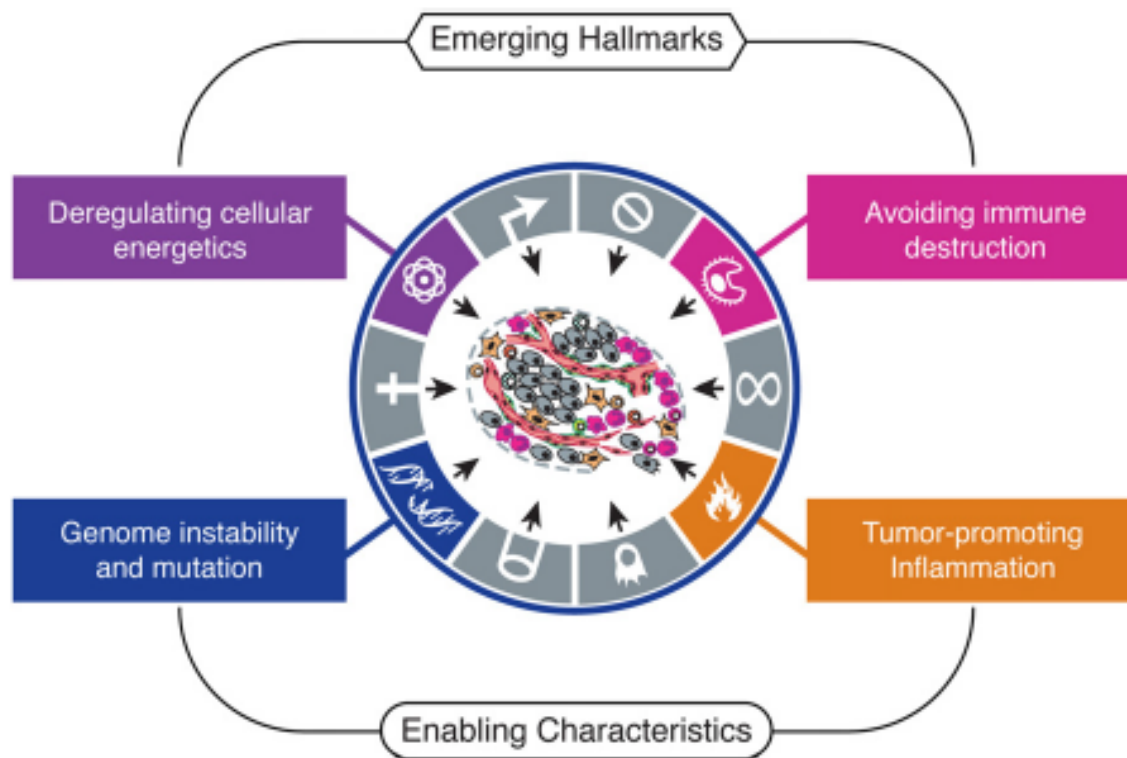 Emerging Hallmarks
Deregulating cellular
energetics
Avoiding immune
destruction
Genome instability
and mutation
Tumor-promoting
Inflammation
Enabling Characteristics